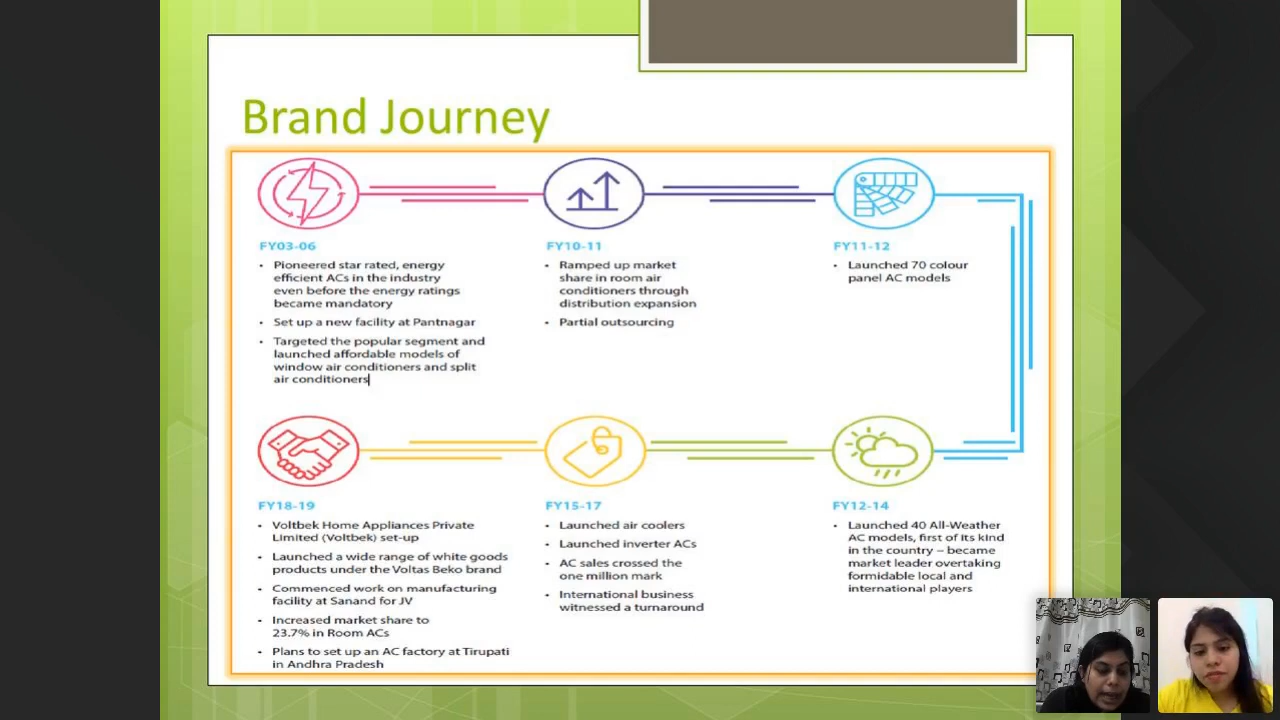 Brand Journey
FY03-06
• Pioneered star rated, energy
efficient ACs in the industry
even before the energy ratings
became mandatory
• Set up a new facility at Pantnagar
• Targeted the popular segment and
launched affordable models of
window air conditioners and split
air conditioners
FY10-11
• Ramped up market
share in room air
conditioners through
distribution expansion
• Partial outsourcing
FY11-12
• Launched 70 colour
panel AC models
FY12-14
• Launched 40 All-Weather
AC models, first of its kind
in the country – became
market leader overtaking
formidable local and
international players
FY15-17
• Launched air coolers
• Launched inverter ACs
• AC sales crossed the
one million mark
• International business
witnessed a turnaround
FY18-19
• Voltbek Home Appliances Private
Limited (Voltbek) set-up
• Launched a wide range of white goods
products under the Voltas Beko brand
• Commenced work on manufacturing
facility at Sanand for JV
• Increased market share to
23.7% in Room ACs
• Plans to set up an AC factory at Tirupati
in Andhra Pradesh